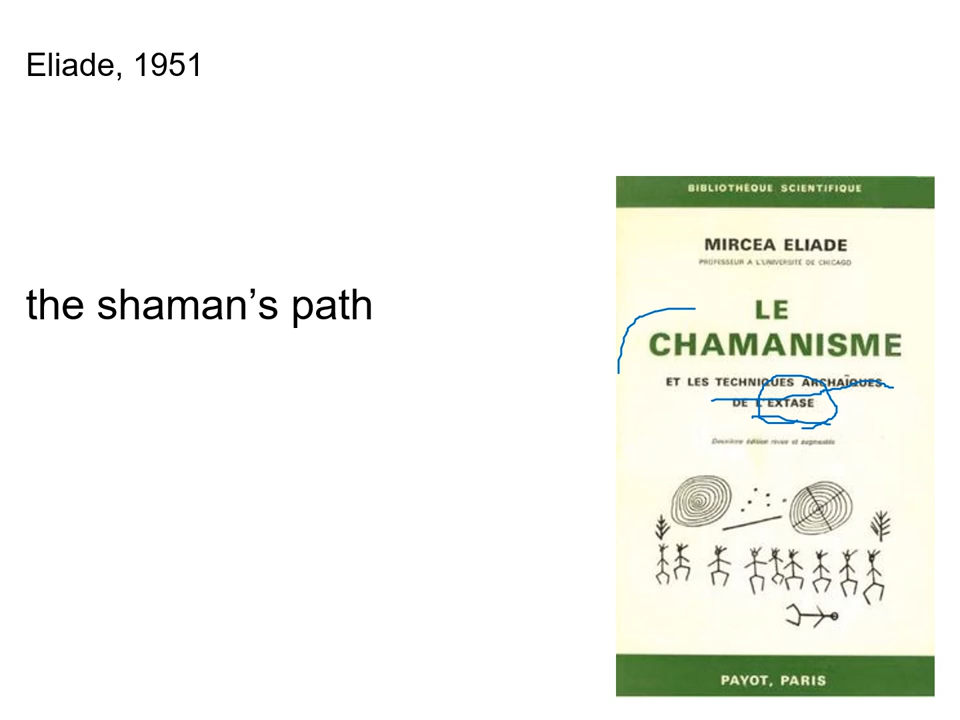 Eliade, 1951
the shaman’s path
BIBLIOTHÈQUE SCIENTIFIQUE
MIRCEA ELIADE
PROFESSEUR A L'UNIVERSITÉ DE CHICAGO
LE
CHAMANISME
ET LES TECHNIQUES ARCHAÏQUES
DE L'EXTASE
Deuxième édition revue et augmentée
PAYOT, PARIS